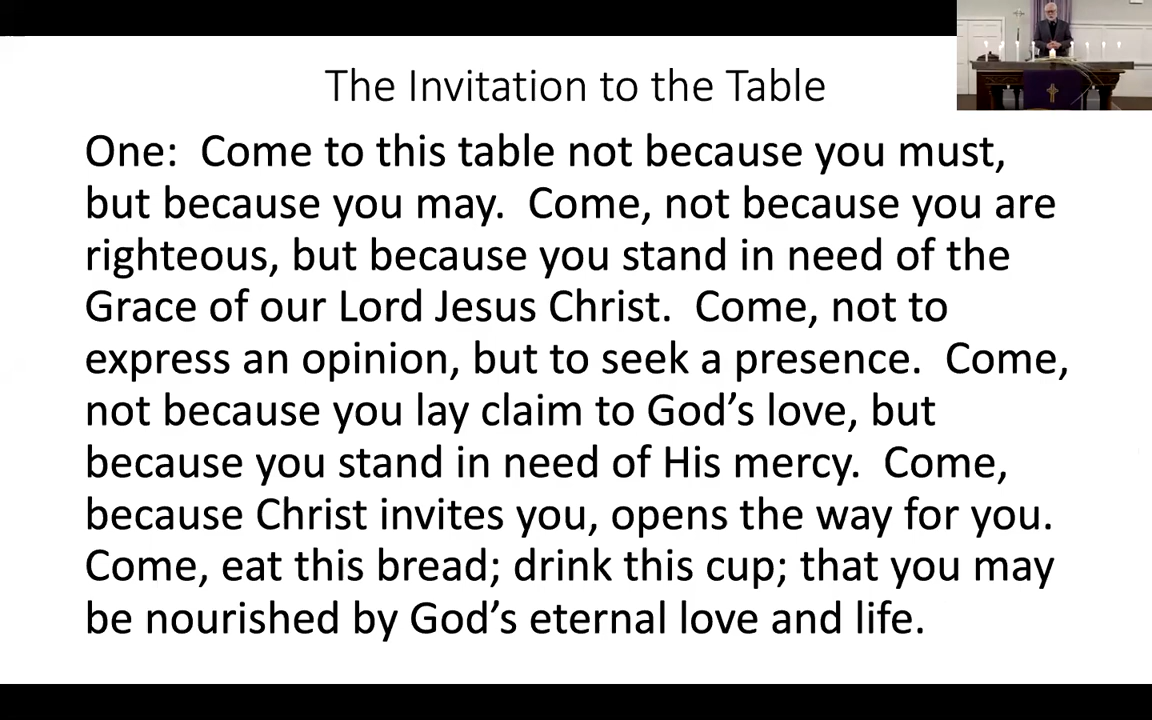 The Invitation to the Table
One:  Come to this table not because you must,
but because you may.  Come, not because you are
righteous, but because you stand in need of the
Grace of our Lord Jesus Christ.  Come, not to
express an opinion, but to seek a presence.  Come,
not because you lay claim to God’s love, but
because you stand in need of His mercy.  Come,
because Christ invites you, opens the way for you.
Come, eat this bread; drink this cup; that you may
be nourished by God’s eternal love and life.